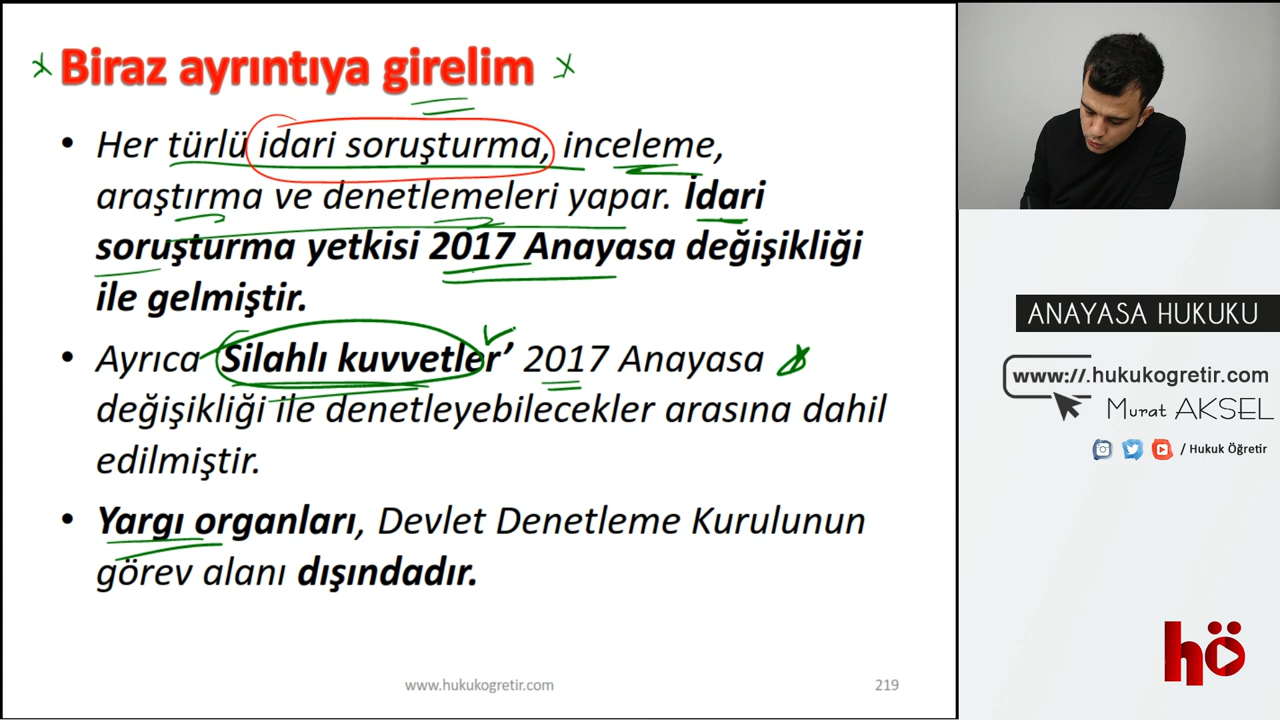 Biraz ayrıntıya girelim
• Her türlü idari soruşturma, inceleme,
araştırma ve denetlemeleri yapar. İdari
soruşturma yetkisi 2017 Anayasa değişikliği
ile gelmiştir.
• Ayrıca Silahlı kuvvetler’ 2017 Anayasa
değişikliği ile denetleyebilecekler arasına dahil
edilmiştir.
• Yargı organları, Devlet Denetleme Kurulunun
görev alanı dışındadır.
www.hukukogretir.com
219
ANAYASA HUKUKU
www://.hukukogretir.com
Murat AKSEL
/ Hukuk Öğretir
hö